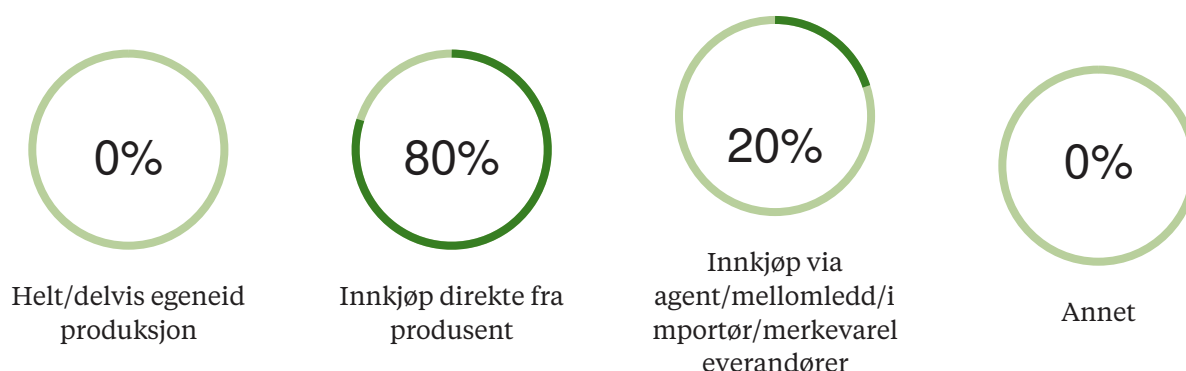 0%
Helt/delvis egeneid
produksjon
80%
Innkjøp direkte fra
produsent
20%
Innkjøp via
agent/mellomledd/i
mportør/merkevarel
everandører
0%
Annet